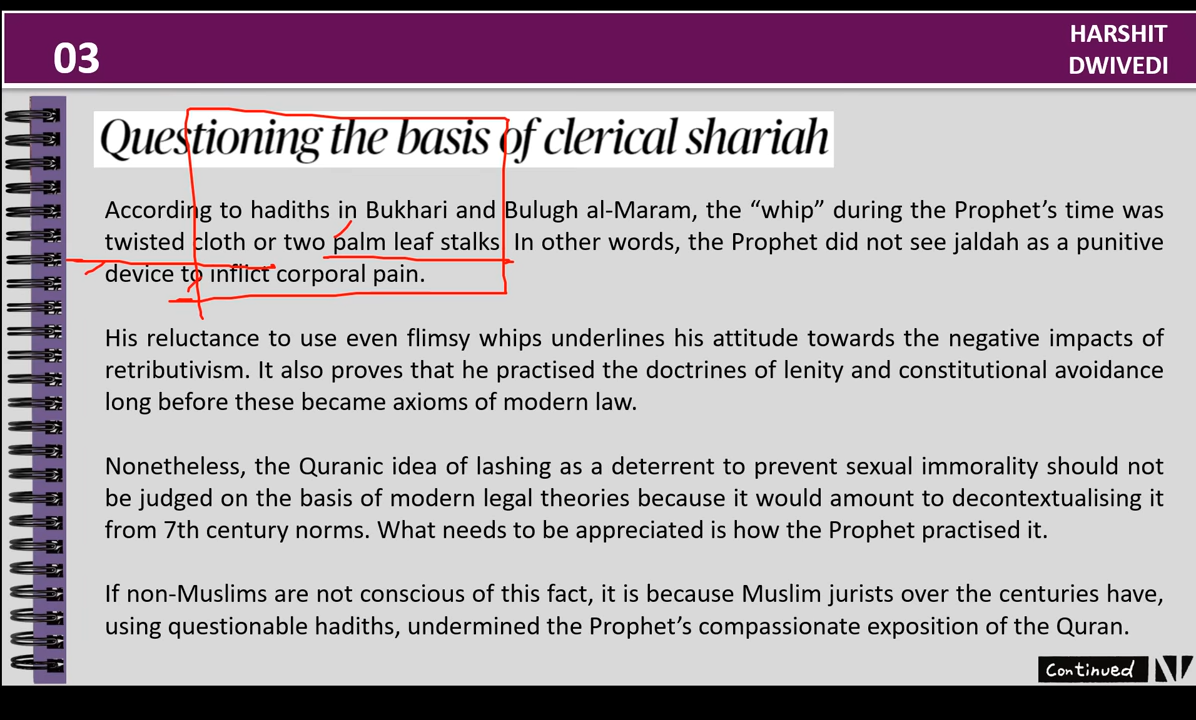 03
HARSHIT
DWIVEDI
Questioning the basis of clerical shariah
According to hadiths in Bukhari and Bulugh al-Maram, the “whip” during the Prophet’s time was
twisted cloth or two palm leaf stalks. In other words, the Prophet did not see jaldah as a punitive
device to inflict corporal pain.
His reluctance to use even flimsy whips underlines his attitude towards the negative impacts of
retributivism. It also proves that he practised the doctrines of lenity and constitutional avoidance
long before these became axioms of modern law.
Nonetheless, the Quranic idea of lashing as a deterrent to prevent sexual immorality should not
be judged on the basis of modern legal theories because it would amount to decontextualising it
from 7th century norms. What needs to be appreciated is how the Prophet practised it.
If non-Muslims are not conscious of this fact, it is because Muslim jurists over the centuries have,
using questionable hadiths, undermined the Prophet’s compassionate exposition of the Quran.
Continued